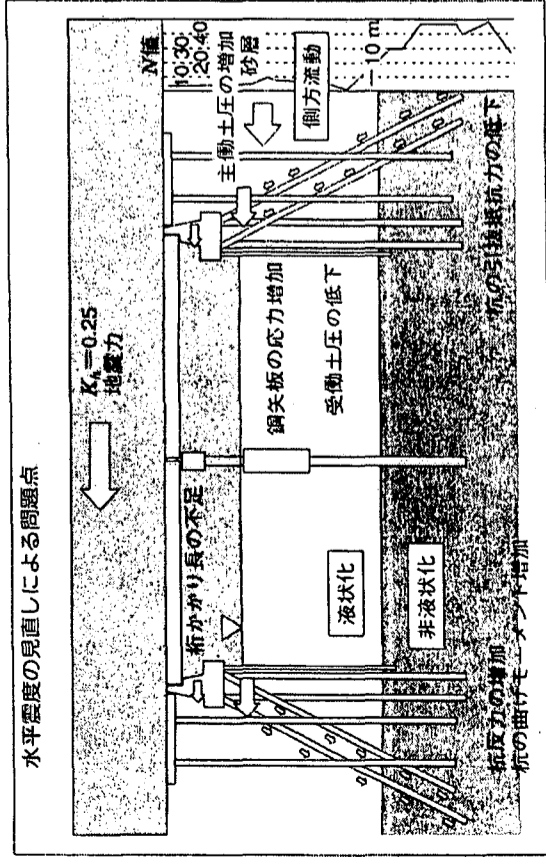 水平震度の見直しによる問題点
Kh=0.25
地震力
N値
10 30
20 40
主働土圧の増加
砂層
側方流動
−10 m
桁かかり長の不足
鋼矢板の応力増加
受働土圧の低下
液状化
非液状化
杭反力の増加
杭の曲げモーメント増加
杭の引抜抵抗力の低下